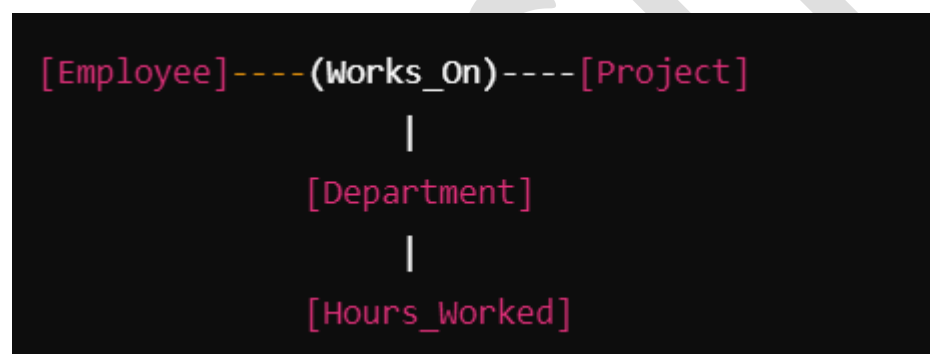 [Employee]----(Works_On)----[Project]
|
[Department]
|
[Hours_Worked]